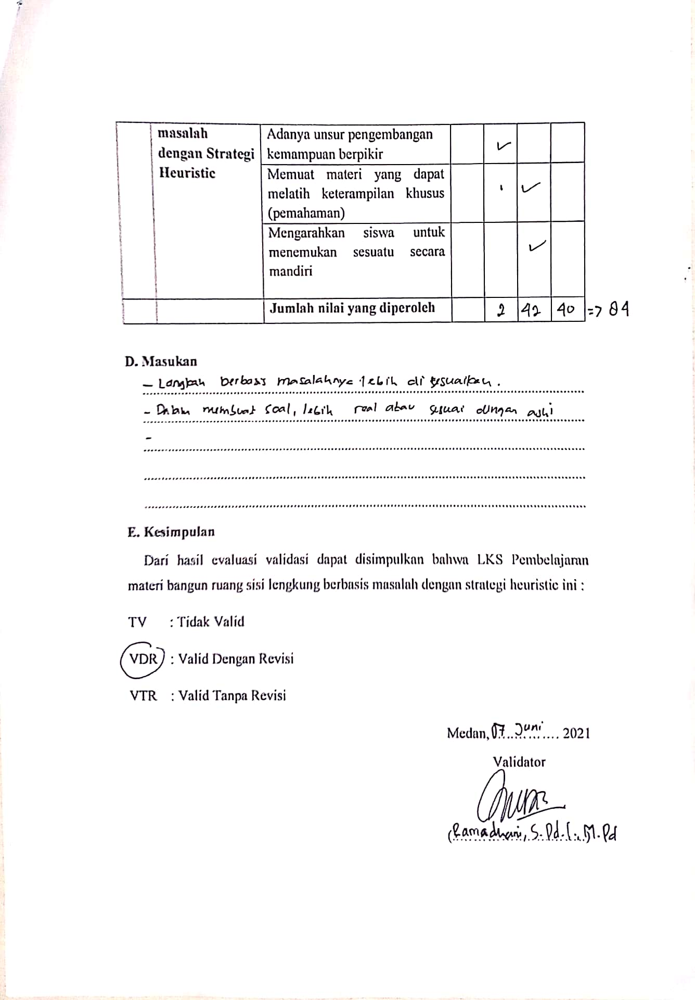 masalah
dengan Strategi
Heuristic
Adanya unsur pengembangan
kemampuan berpikir
Memuat materi yang dapat
melatih keterampilan khusus
(pemahaman)
Mengarahkan siswa untuk
menemukan sesuatu secara
mandiri
Jumlah nilai yang diperoleh 2 42 40 => 84
D. Masukan
- Langkah berbasis masalahnya lebih di sesuaikan.
- Dalam membuat soal, lebih real atau sesuai dengan
-
E. Kesimpulan
Dari hasil evaluasi validasi dapat disimpulkan bahwa LKS Pembelajaran
materi bangun ruang sisi lengkung berbasis masalah dengan strategi heuristic ini :
TV : Tidak Valid
VDR : Valid Dengan Revisi
VTR : Valid Tanpa Revisi
Medan, 07 Juni 2021
Validator
(Ramadhani, S.Pd.I., M.Pd